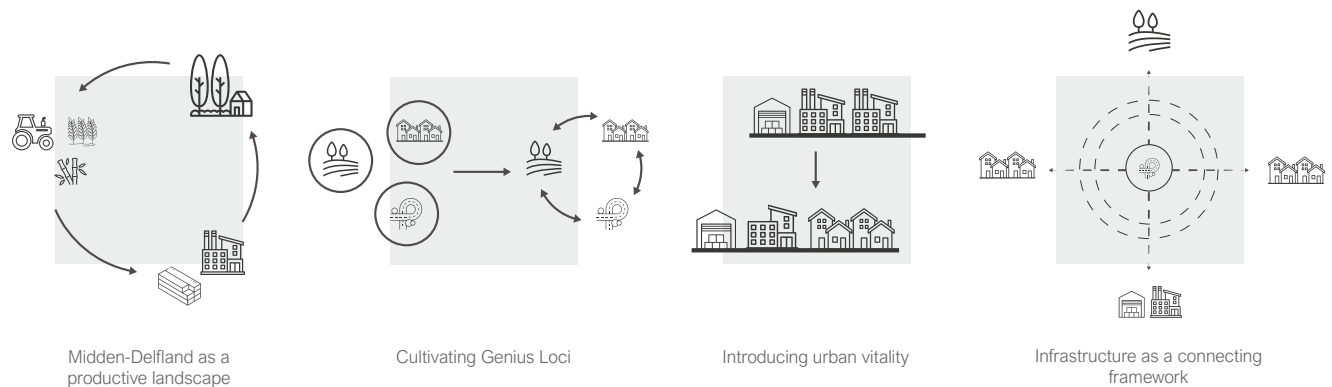 Midden-Delfland as a
productive landscape
Cultivating Genius Loci
Introducing urban vitality
Infrastructure as a connecting
framework